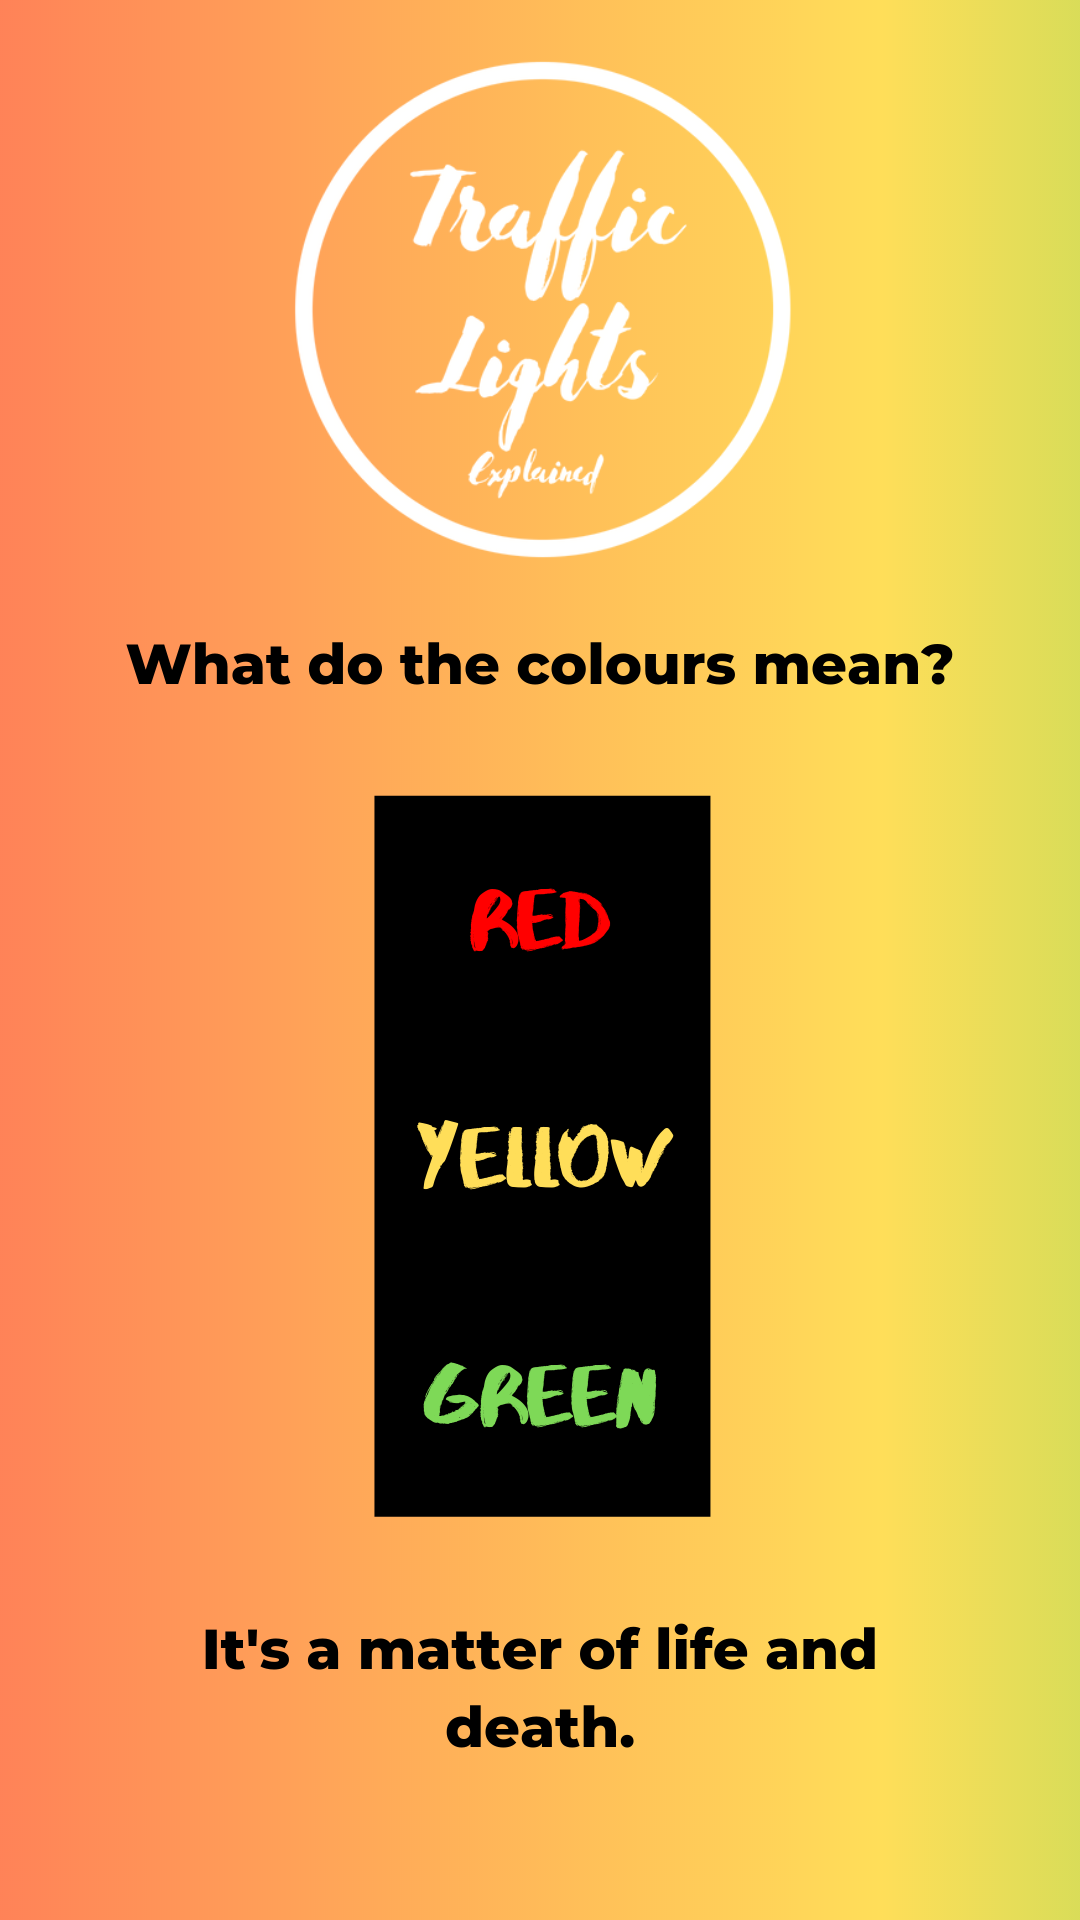 Traffic
Lights
Explained
What do the colours mean?
RED
YELLOW
GREEN
It's a matter of life and
death.